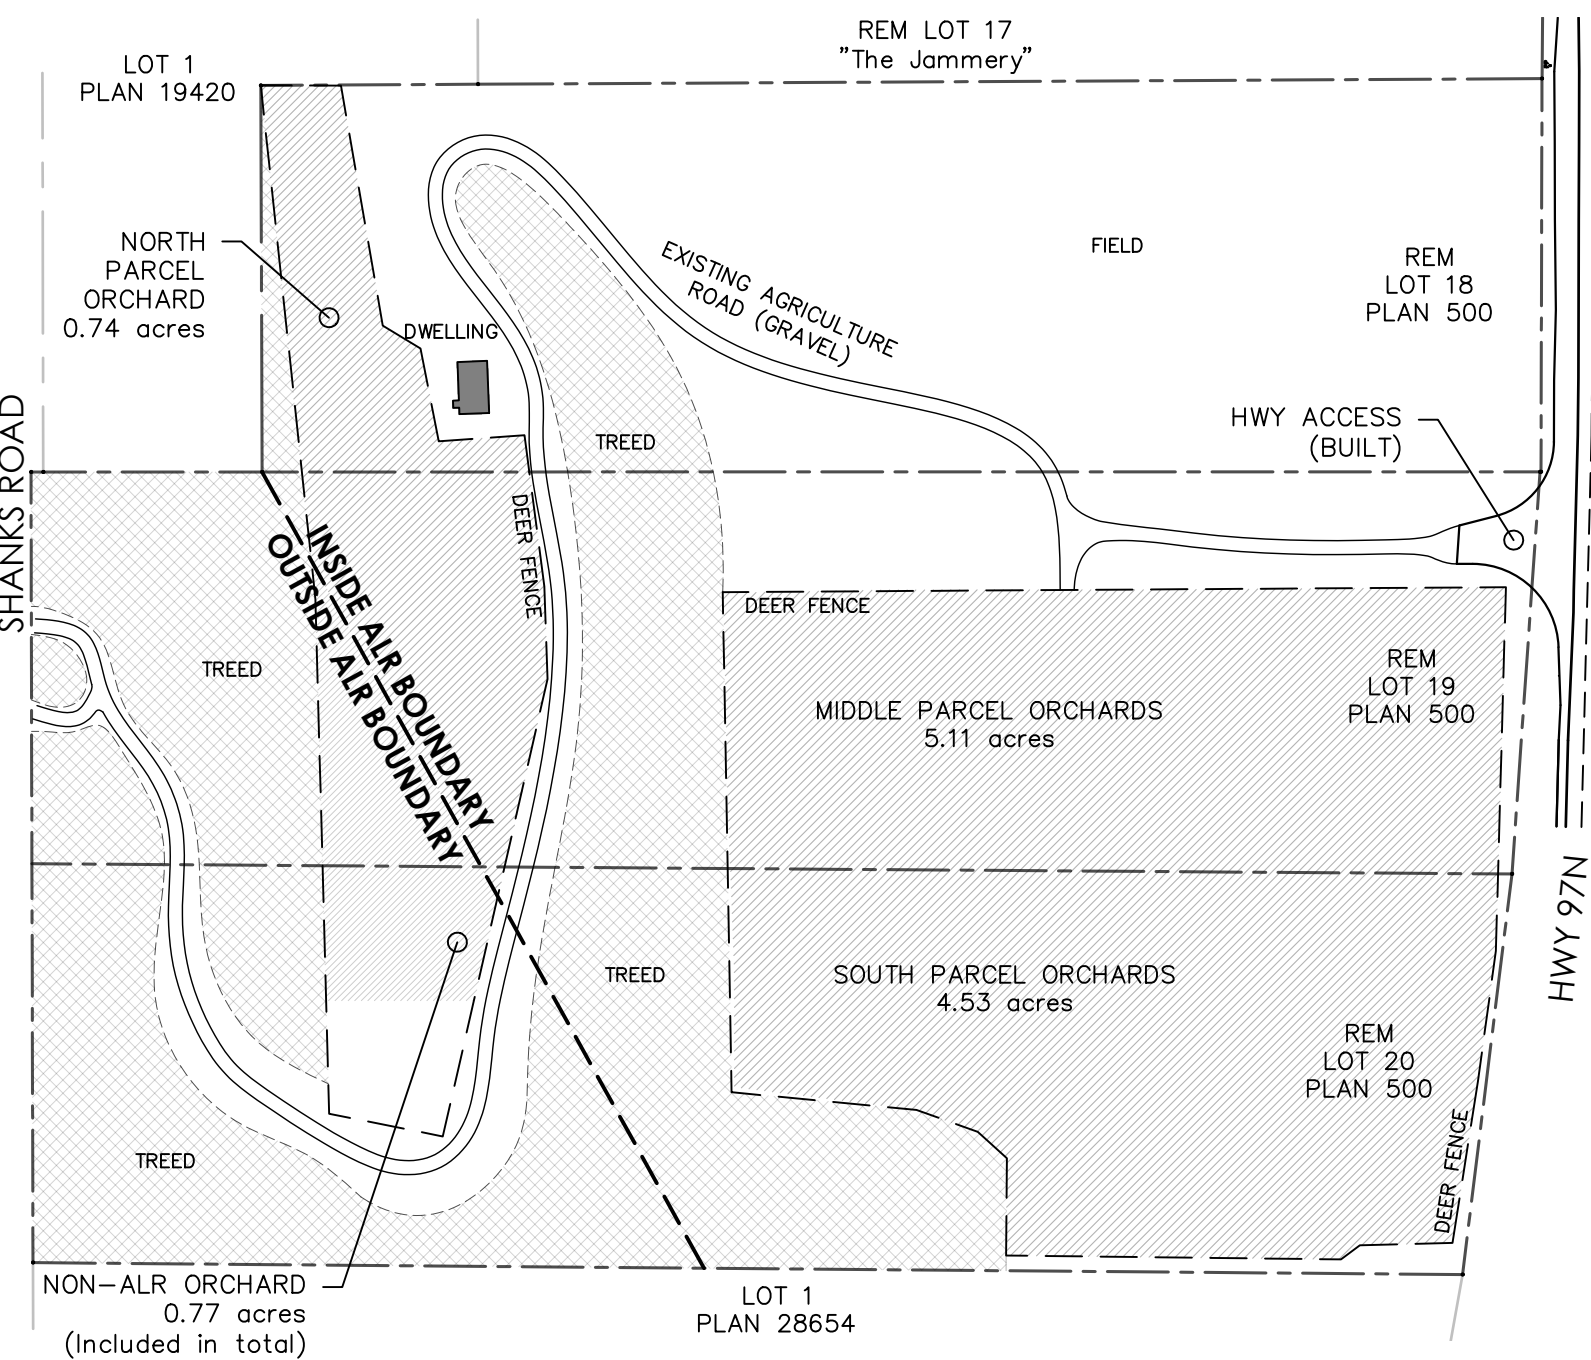 REM LOT 17
"The Jammery"
LOT 1
PLAN 19420
NORTH
PARCEL
ORCHARD
0.74 acres
DWELLING
EXISTING AGRICULTURE
ROAD (GRAVEL)
FIELD
REM
LOT 18
PLAN 500
HWY ACCESS
(BUILT)
SHANKS ROAD
TREED
DEER FENCE
INSIDE ALR BOUNDARY
OUTSIDE ALR BOUNDARY
DEER FENCE
TREED
MIDDLE PARCEL ORCHARDS
5.11 acres
REM
LOT 19
PLAN 500
HWY 97N
TREED
SOUTH PARCEL ORCHARDS
4.53 acres
REM
LOT 20
PLAN 500
DEER FENCE
TREED
NON-ALR ORCHARD
0.77 acres
(Included in total)
LOT 1
PLAN 28654